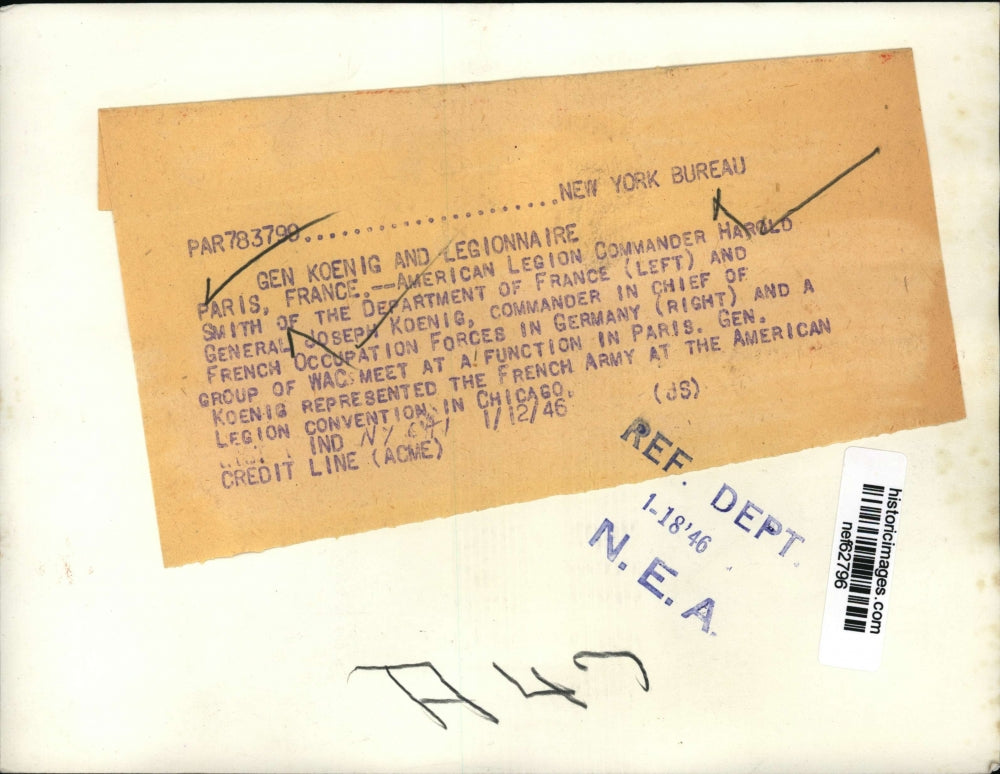 PAR783790..............................NEW YORK BUREAU
GEN KOENIG AND LEGIONNAIRE
PARIS, FRANCE.--AMERICAN LEGION COMMANDER HAROLD
SMITH OF THE DEPARTMENT OF FRANCE (LEFT) AND
GENERAL JOSEPH KOENIG, COMMANDER IN CHIEF OF
FRENCH OCCUPATION FORCES IN GERMANY (RIGHT) AND A
GROUP OF WACS MEET AT A FUNCTION IN PARIS. GEN.
KOENIG REPRESENTED THE FRENCH ARMY AT THE AMERICAN
LEGION CONVENTION IN CHICAGO.
IND NY 1/12/46 (JS)
CREDIT LINE (ACME)
REF. DEPT
1-18'46
N. E. A.
historicimages.com
nef62796